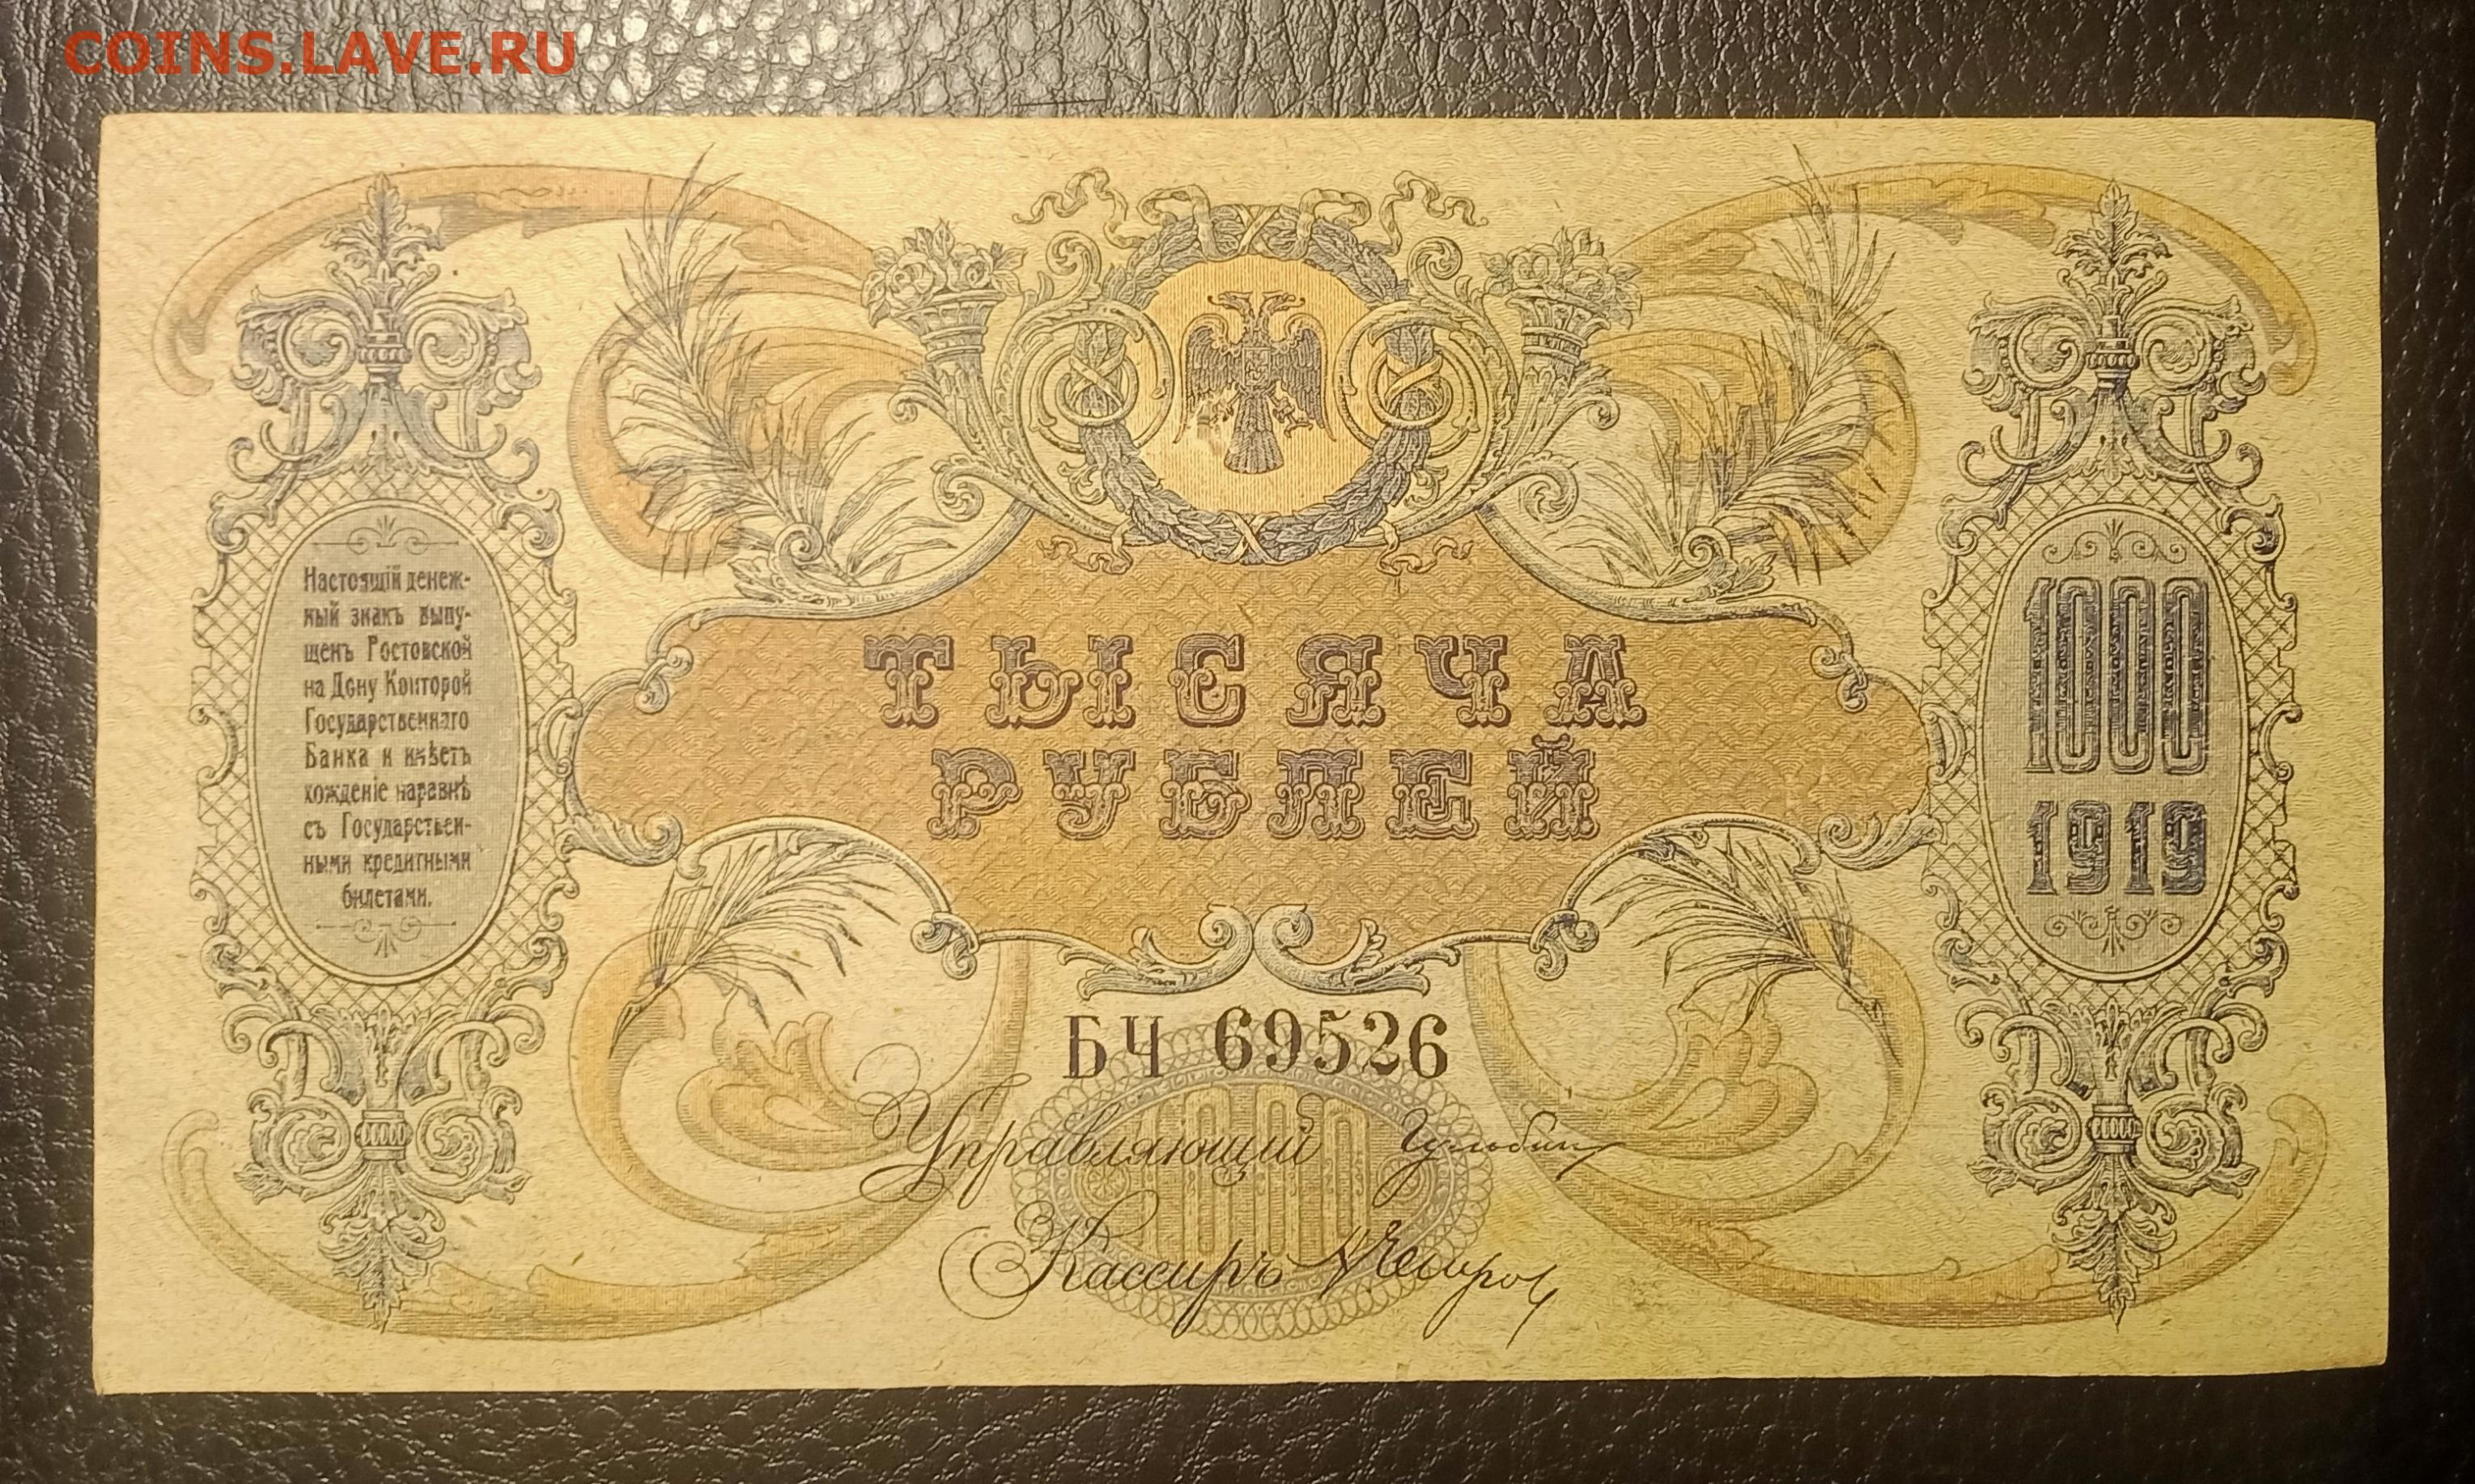 COINS.LAVE.RU
Настоящій денеж-
ный знакъ выпу-
щенъ Ростовской
на Дону Конторой
Государственнаго
Банка и имѣетъ
хожденіе наравнѣ
съ Государствен-
ными кредитными
билетами.
ТЫСЯЧА
РУБЛЕЙ
1000
1919
БЧ 69526
1000
Управляющій
Кассиръ